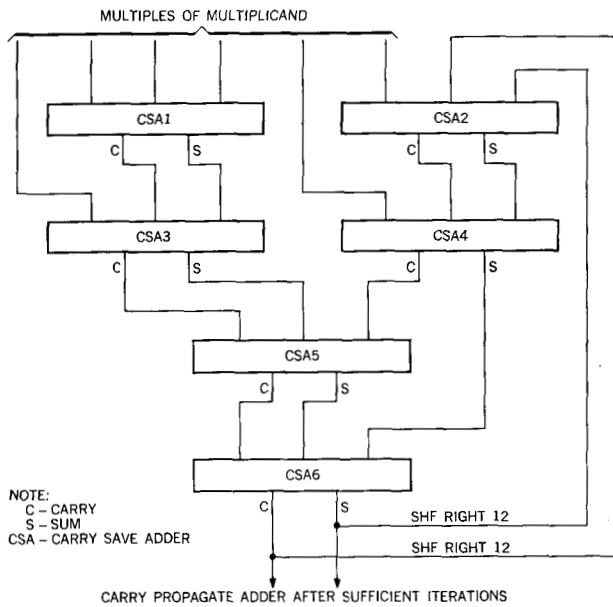 MULTIPLES OF MULTIPLICAND
CSA1
CSA2
C
S
C
S
CSA3
CSA4
C
S
C
S
CSA5
C
S
CSA6
C
S
NOTE:
C – CARRY
S – SUM
CSA – CARRY SAVE ADDER
SHF RIGHT 12
SHF RIGHT 12
CARRY PROPAGATE ADDER AFTER SUFFICIENT ITERATIONS